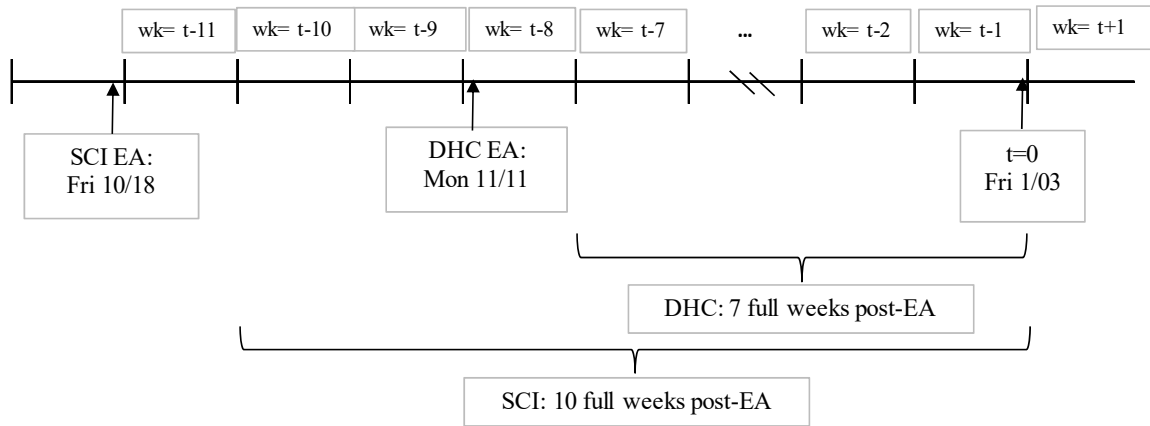 wk= t-11 wk= t-10 wk= t-9 wk= t-8 wk= t-7 ... wk= t-2 wk= t-1 wk= t+1
SCI EA:
Fri 10/18
DHC EA:
Mon 11/11
t=0
Fri 1/03
DHC: 7 full weeks post-EA
SCI: 10 full weeks post-EA